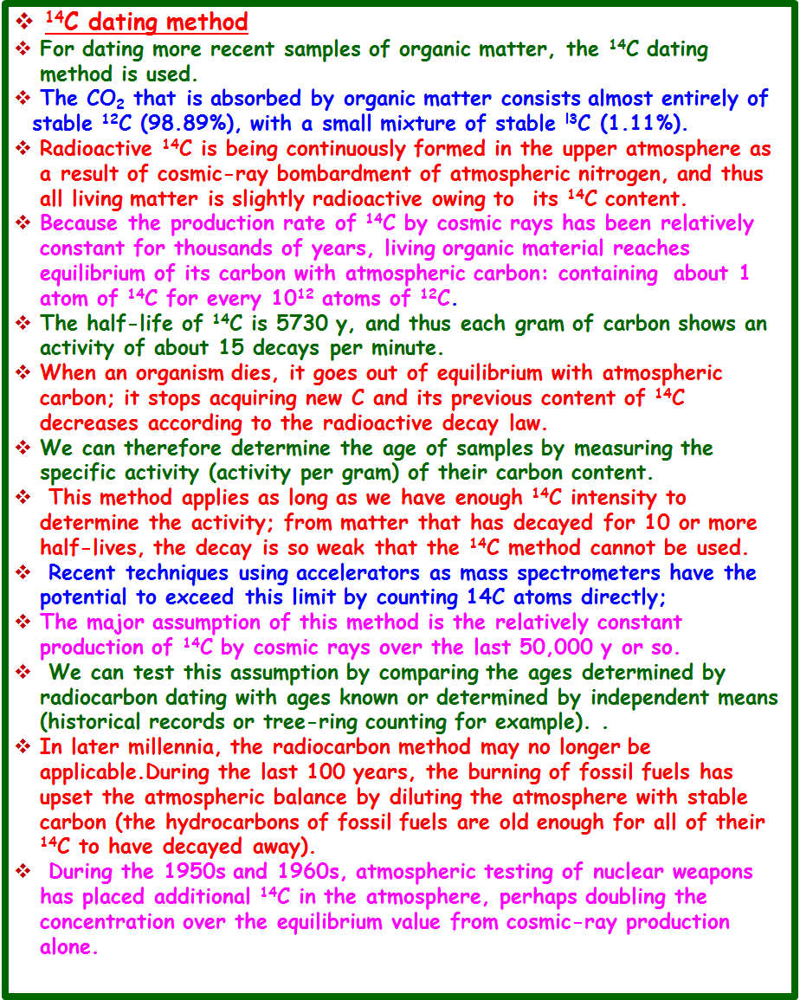 ❖ ¹⁴C dating method
❖ For dating more recent samples of organic matter, the ¹⁴C dating
method is used.
❖ The CO₂ that is absorbed by organic matter consists almost entirely of
stable ¹²C (98.89%), with a small mixture of stable ˡ³C (1.11%).
❖ Radioactive ¹⁴C is being continuously formed in the upper atmosphere as
a result of cosmic-ray bombardment of atmospheric nitrogen, and thus
all living matter is slightly radioactive owing to its ¹⁴C content.
❖ Because the production rate of ¹⁴C by cosmic rays has been relatively
constant for thousands of years, living organic material reaches
equilibrium of its carbon with atmospheric carbon: containing about 1
atom of ¹⁴C for every 10¹² atoms of ¹²C.
❖ The half-life of ¹⁴C is 5730 y, and thus each gram of carbon shows an
activity of about 15 decays per minute.
❖ When an organism dies, it goes out of equilibrium with atmospheric
carbon; it stops acquiring new C and its previous content of ¹⁴C
decreases according to the radioactive decay law.
❖ We can therefore determine the age of samples by measuring the
specific activity (activity per gram) of their carbon content.
❖ This method applies as long as we have enough ¹⁴C intensity to
determine the activity; from matter that has decayed for 10 or more
half-lives, the decay is so weak that the ¹⁴C method cannot be used.
❖ Recent techniques using accelerators as mass spectrometers have the
potential to exceed this limit by counting 14C atoms directly;
❖ The major assumption of this method is the relatively constant
production of ¹⁴C by cosmic rays over the last 50,000 y or so.
❖ We can test this assumption by comparing the ages determined by
radiocarbon dating with ages known or determined by independent means
(historical records or tree-ring counting for example). .
❖ In later millennia, the radiocarbon method may no longer be
applicable.During the last 100 years, the burning of fossil fuels has
upset the atmospheric balance by diluting the atmosphere with stable
carbon (the hydrocarbons of fossil fuels are old enough for all of their
¹⁴C to have decayed away).
❖ During the 1950s and 1960s, atmospheric testing of nuclear weapons
has placed additional ¹⁴C in the atmosphere, perhaps doubling the
concentration over the equilibrium value from cosmic-ray production
alone.